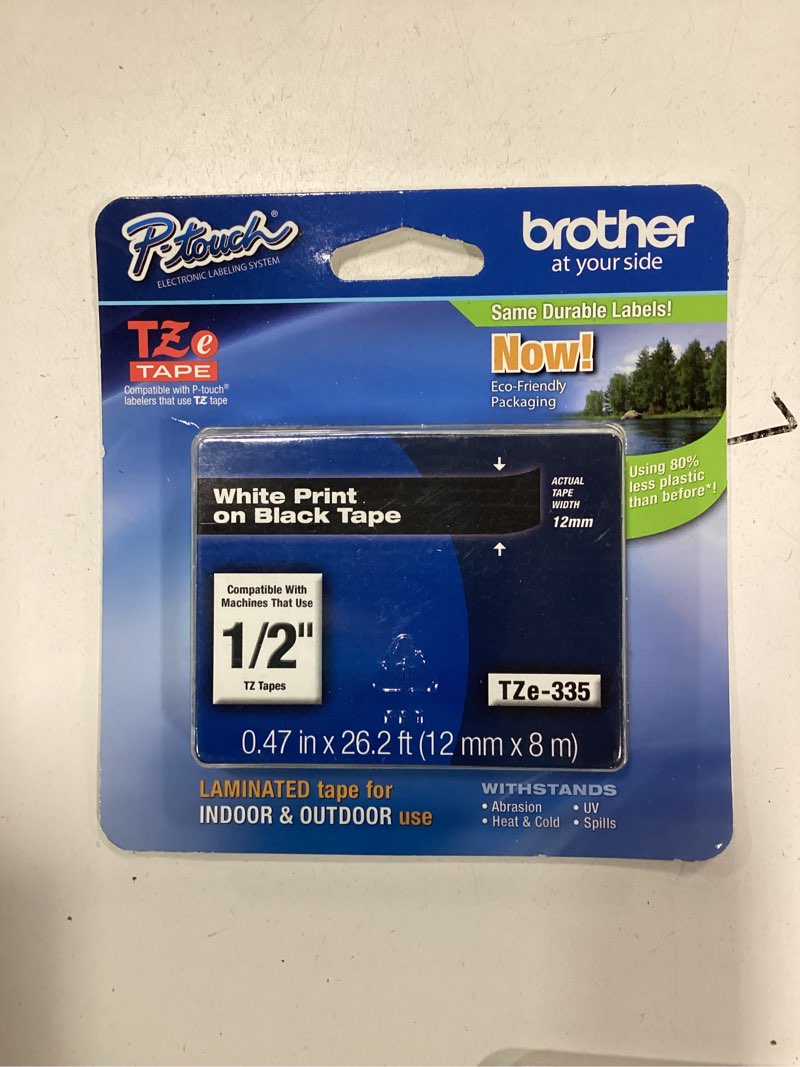 P-touch®
ELECTRONIC LABELING SYSTEM
brother
at your side
Same Durable Labels!
TZe
TAPE
Compatible with P-touch®
labelers that use TZ tape
Now!
Eco-Friendly
Packaging
Using 80%
less plastic
than before*!
White Print
on Black Tape
ACTUAL
TAPE
WIDTH
12mm
Compatible With
Machines That Use
1/2"
TZ Tapes
TZe-335
0.47 in x 26.2 ft (12 mm x 8 m)
LAMINATED tape for
INDOOR & OUTDOOR use
WITHSTANDS
• Abrasion • UV
• Heat & Cold • Spills